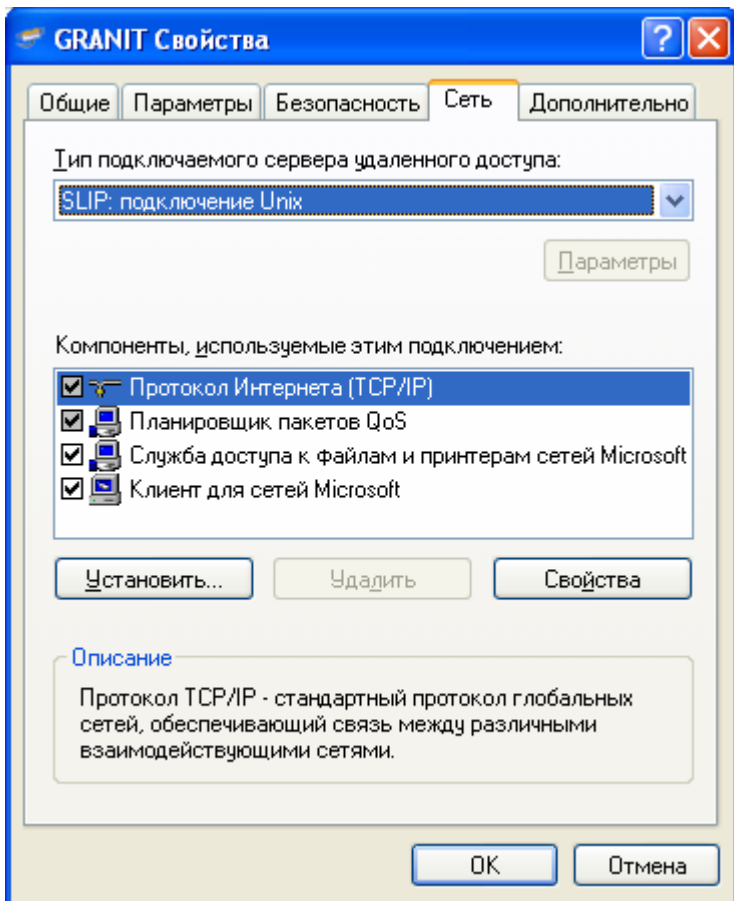 GRANIT Свойства
Общие Параметры Безопасность Сеть Дополнительно
Тип подключаемого сервера удаленного доступа:
SLIP: подключение Unix
Параметры
Компоненты, используемые этим подключением:
Протокол Интернета (TCP/IP)
Планировщик пакетов QoS
Служба доступа к файлам и принтерам сетей Microsoft
Клиент для сетей Microsoft
Установить... Удалить Свойства
Описание
Протокол TCP/IP - стандартный протокол глобальных
сетей, обеспечивающий связь между различными
взаимодействующими сетями.
OK Отмена